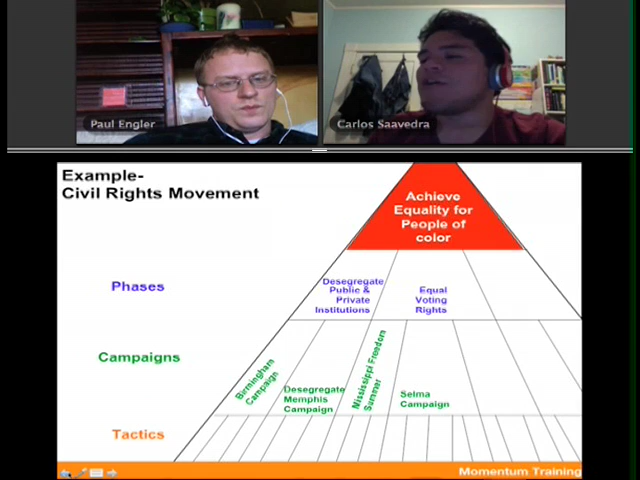 Paul Engler
Carlos Saavedra
Example-
Civil Rights Movement
Achieve
Equality for
People of
color
Phases
Desegregate
Public &
Private
Institutions
Equal
Voting
Rights
Campaigns
Birmingham
Campaign
Desegregate
Memphis
Campaign
Mississippi Freedom
Summer
Selma
Campaign
Tactics
Momentum Training